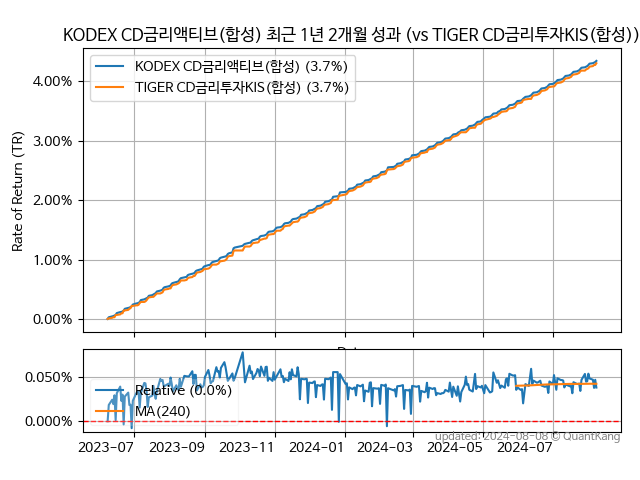 KODEX CD금리액티브(합성) 최근 1년 2개월 성과 (vs TIGER CD금리투자KIS(합성))
KODEX CD금리액티브(합성) (3.7%)
TIGER CD금리투자KIS(합성) (3.7%)
Rate of Return (TR)
4.00%
3.00%
2.00%
1.00%
0.00%
0.050%
0.000%
Relative (0.0%)
MA(240)
2023-07
2023-09
2023-11
2024-01
2024-03
2024-05
2024-07
updated: 2024-08-08 © QuantKang